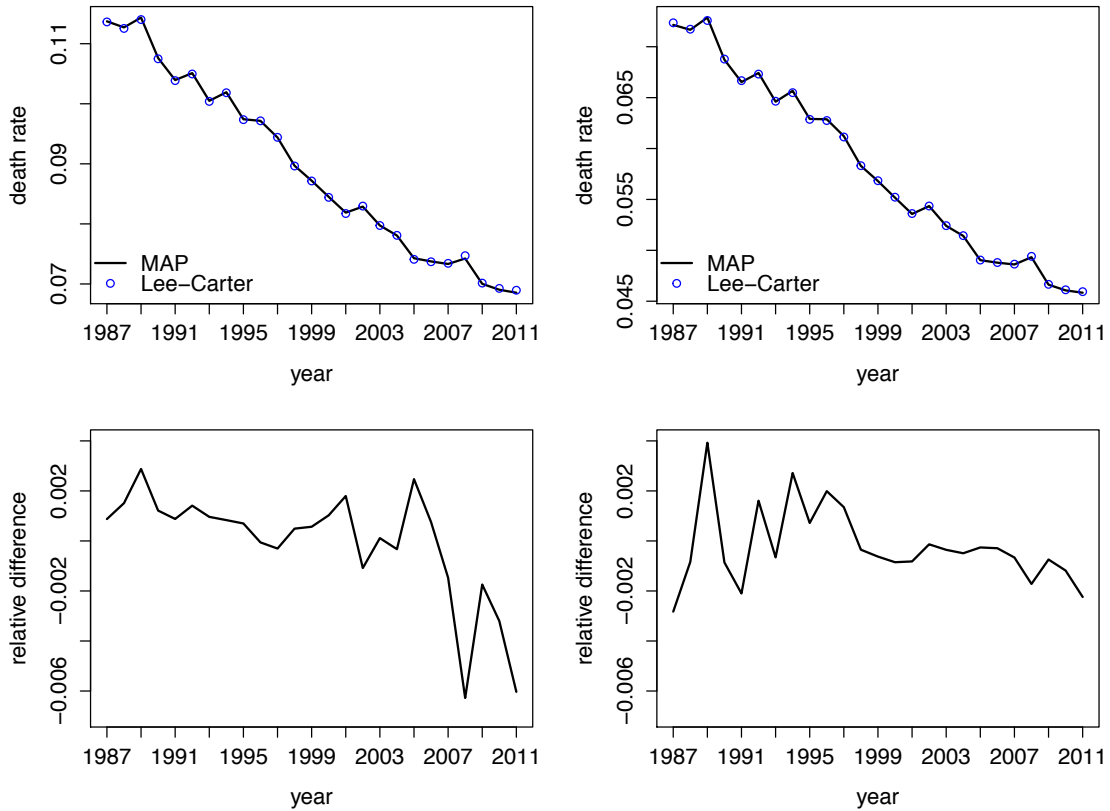 death rate
0.07 0.09 0.11
MAP
Lee−Carter
1987 1991 1995 1999 2003 2007 2011
year
death rate
0.045 0.055 0.065
MAP
Lee−Carter
1987 1991 1995 1999 2003 2007 2011
year
relative difference
−0.006 −0.002 0.002
1987 1991 1995 1999 2003 2007 2011
year
relative difference
−0.006 −0.002 0.002
1987 1991 1995 1999 2003 2007 2011
year